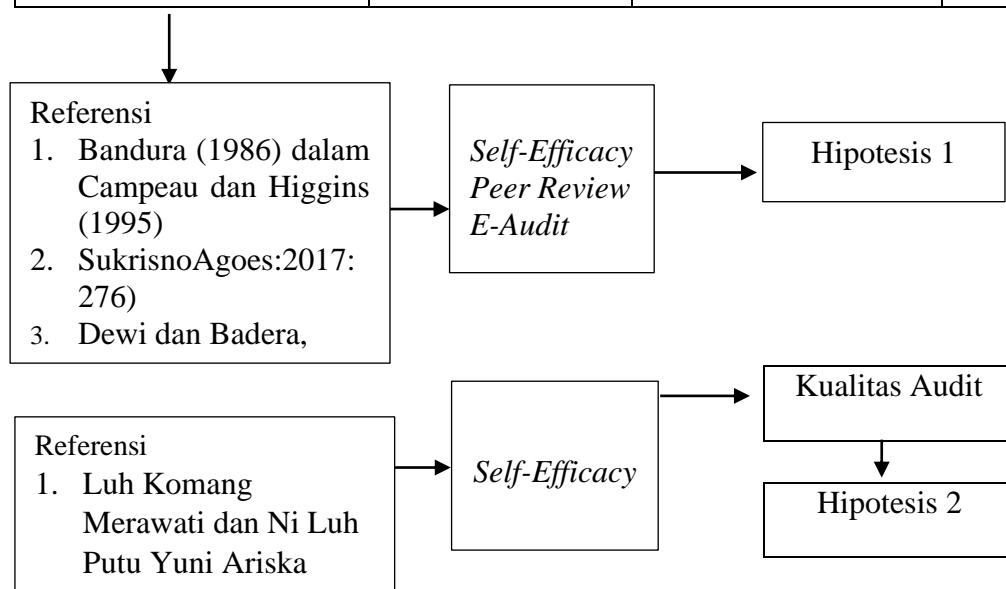 Referensi
1. Bandura (1986) dalam
Campeau dan Higgins
(1995)
2. SukrisnoAgoes:2017:
276)
3. Dewi dan Badera,
Self-Efficacy
Peer Review
E-Audit
Hipotesis 1
Referensi
1. Luh Komang
Merawati dan Ni Luh
Putu Yuni Ariska
Self-Efficacy
Kualitas Audit
Hipotesis 2